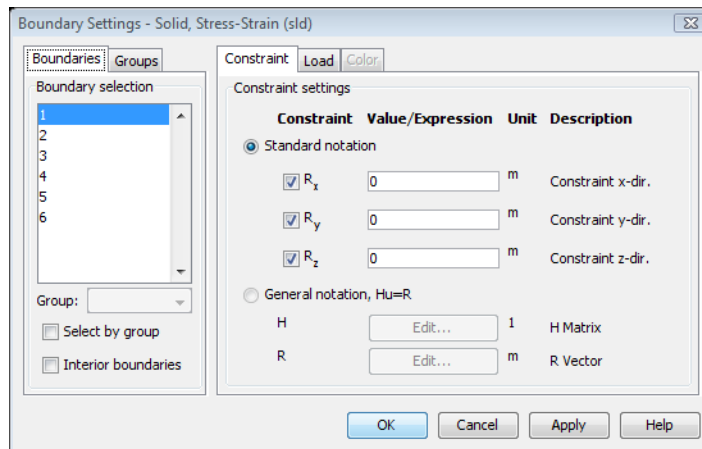 Boundary Settings - Solid, Stress-Strain (sld)
Boundaries Groups
Boundary selection
1
2
3
4
5
6
Group:
Select by group
Interior boundaries
Constraint Load Color
Constraint settings
Constraint Value/Expression Unit Description
Standard notation
Rx 0 m Constraint x-dir.
Ry 0 m Constraint y-dir.
Rz 0 m Constraint z-dir.
General notation, Hu=R
H Edit... 1 H Matrix
R Edit... m R Vector
OK Cancel Apply Help